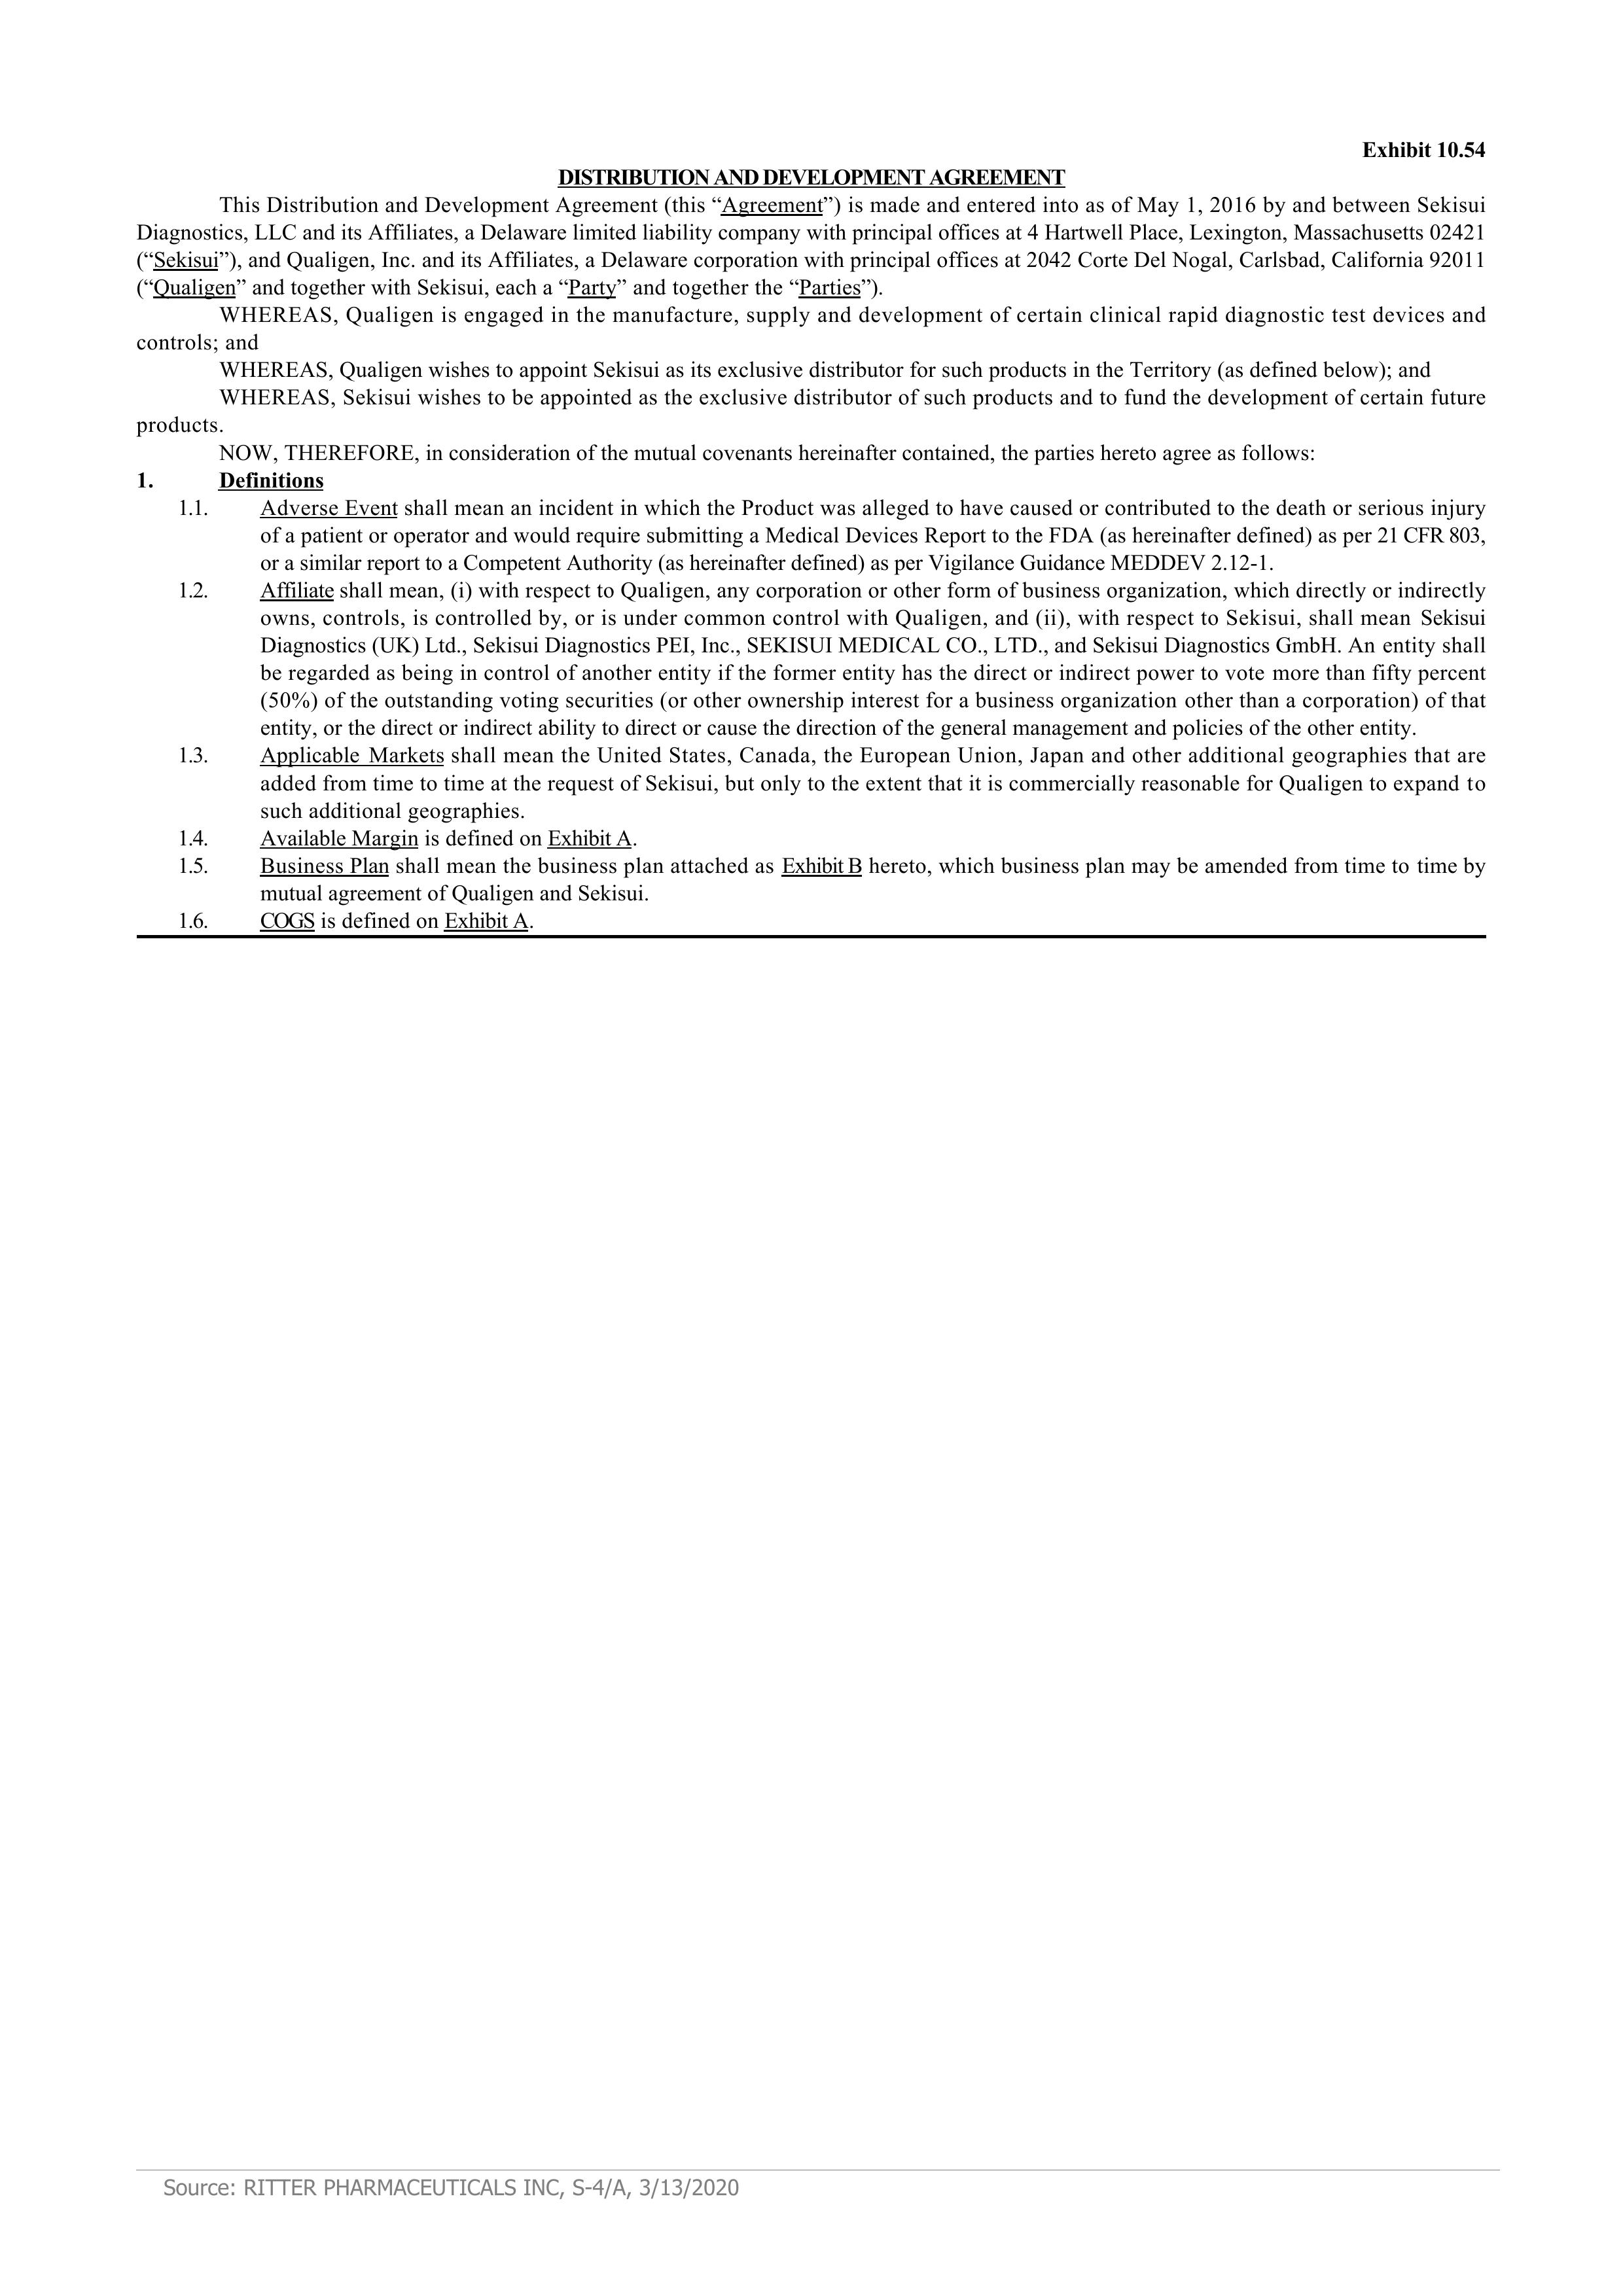 Exhibit 10.54
DISTRIBUTION AND DEVELOPMENT AGREEMENT
This Distribution and Development Agreement (this “Agreement”) is made and entered into as of May 1, 2016 by and between Sekisui
Diagnostics, LLC and its Affiliates, a Delaware limited liability company with principal offices at 4 Hartwell Place, Lexington, Massachusetts 02421
(“Sekisui”), and Qualigen, Inc. and its Affiliates, a Delaware corporation with principal offices at 2042 Corte Del Nogal, Carlsbad, California 92011
(“Qualigen” and together with Sekisui, each a “Party” and together the “Parties”).
WHEREAS, Qualigen is engaged in the manufacture, supply and development of certain clinical rapid diagnostic test devices and
controls; and
WHEREAS, Qualigen wishes to appoint Sekisui as its exclusive distributor for such products in the Territory (as defined below); and
WHEREAS, Sekisui wishes to be appointed as the exclusive distributor of such products and to fund the development of certain future
products.
NOW, THEREFORE, in consideration of the mutual covenants hereinafter contained, the parties hereto agree as follows:
1. Definitions
1.1. Adverse Event shall mean an incident in which the Product was alleged to have caused or contributed to the death or serious injury
of a patient or operator and would require submitting a Medical Devices Report to the FDA (as hereinafter defined) as per 21 CFR 803,
or a similar report to a Competent Authority (as hereinafter defined) as per Vigilance Guidance MEDDEV 2.12-1.
1.2. Affiliate shall mean, (i) with respect to Qualigen, any corporation or other form of business organization, which directly or indirectly
owns, controls, is controlled by, or is under common control with Qualigen, and (ii), with respect to Sekisui, shall mean Sekisui
Diagnostics (UK) Ltd., Sekisui Diagnostics PEI, Inc., SEKISUI MEDICAL CO., LTD., and Sekisui Diagnostics GmbH. An entity shall
be regarded as being in control of another entity if the former entity has the direct or indirect power to vote more than fifty percent
(50%) of the outstanding voting securities (or other ownership interest for a business organization other than a corporation) of that
entity, or the direct or indirect ability to direct or cause the direction of the general management and policies of the other entity.
1.3. Applicable Markets shall mean the United States, Canada, the European Union, Japan and other additional geographies that are
added from time to time at the request of Sekisui, but only to the extent that it is commercially reasonable for Qualigen to expand to
such additional geographies.
1.4. Available Margin is defined on Exhibit A.
1.5. Business Plan shall mean the business plan attached as Exhibit B hereto, which business plan may be amended from time to time by
mutual agreement of Qualigen and Sekisui.
1.6. COGS is defined on Exhibit A.
Source: RITTER PHARMACEUTICALS INC, S-4/A, 3/13/2020